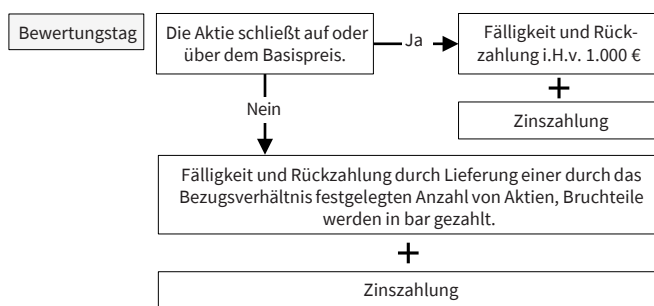 Bewertungstag
Die Aktie schließt auf oder
über dem Basispreis.
Ja
Fälligkeit und Rück-
zahlung i.H.v. 1.000 €
+
Zinszahlung
Nein
Fälligkeit und Rückzahlung durch Lieferung einer durch das
Bezugsverhältnis festgelegten Anzahl von Aktien, Bruchteile
werden in bar gezahlt.
+
Zinszahlung